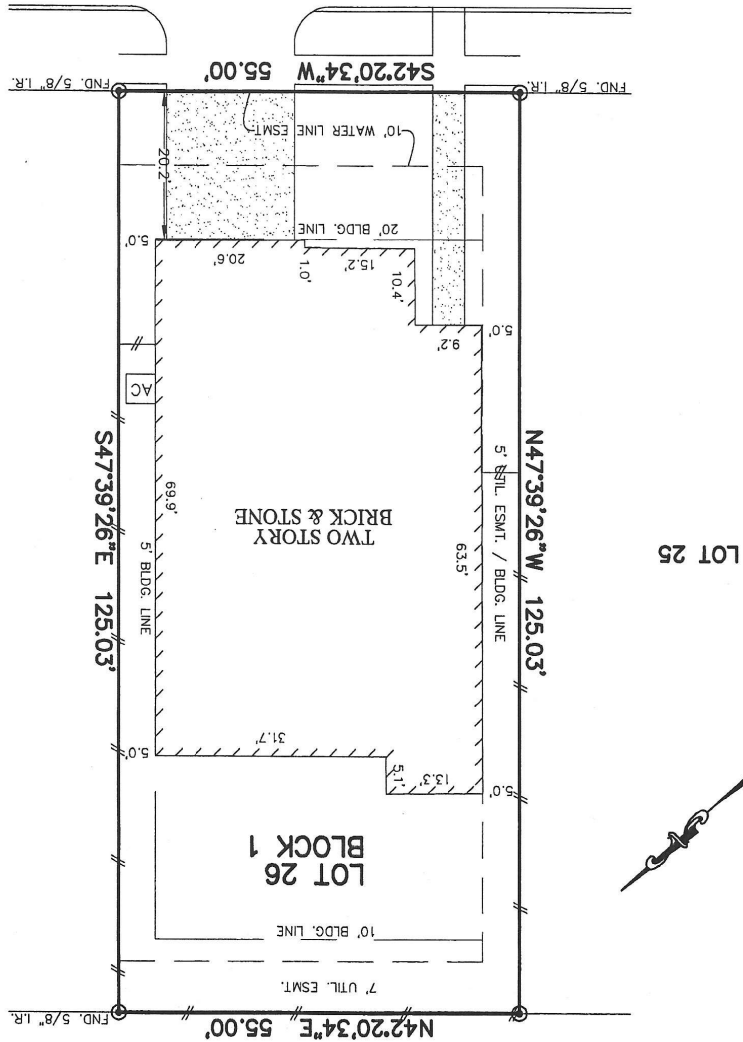 N42°20'34"E 55.00'
FND. 5/8" I.R.
7' UTIL. ESMT.
10' BLDG. LINE
LOT 26
BLOCK 1
5.0'
13.3'
5.1'
31.7'
5.0'
LOT 25
N47°39'26"W 125.03'
5' UTIL. ESMT. / BLDG. LINE
63.5'
TWO STORY
BRICK & STONE
69.9'
5' BLDG. LINE
S47°39'26"E 125.03'
AC
5.0'
9.2'
10.4'
15.2'
1.0'
20.6'
5.0'
20' BLDG. LINE
20.2'
10' WATER LINE ESMT
FND. 5/8" I.R.
S42°20'34"W 55.00'
FND. 5/8" I.R.